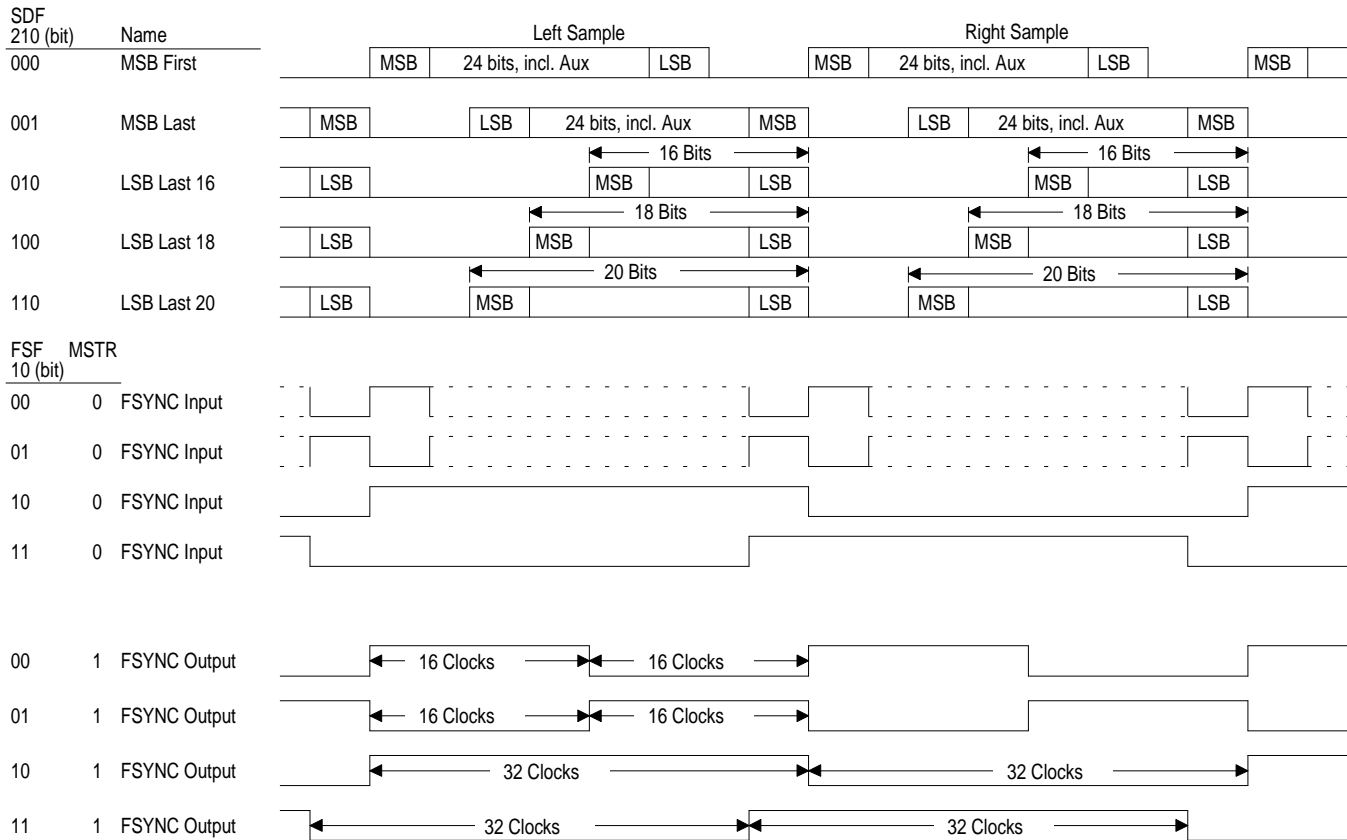 SDF
210 (bit) Name Left Sample Right Sample
000 MSB First MSB 24 bits, incl. Aux LSB MSB 24 bits, incl. Aux LSB MSB
001 MSB Last MSB LSB 24 bits, incl. Aux MSB LSB 24 bits, incl. Aux MSB
16 Bits 16 Bits
010 LSB Last 16 LSB MSB LSB MSB LSB
18 Bits 18 Bits
100 LSB Last 18 LSB MSB LSB MSB LSB
20 Bits 20 Bits
110 LSB Last 20 LSB MSB LSB MSB LSB
FSF MSTR
10 (bit)
00 0 FSYNC Input
01 0 FSYNC Input
10 0 FSYNC Input
11 0 FSYNC Input
00 1 FSYNC Output 16 Clocks 16 Clocks
01 1 FSYNC Output 16 Clocks 16 Clocks
10 1 FSYNC Output 32 Clocks 32 Clocks
11 1 FSYNC Output 32 Clocks 32 Clocks